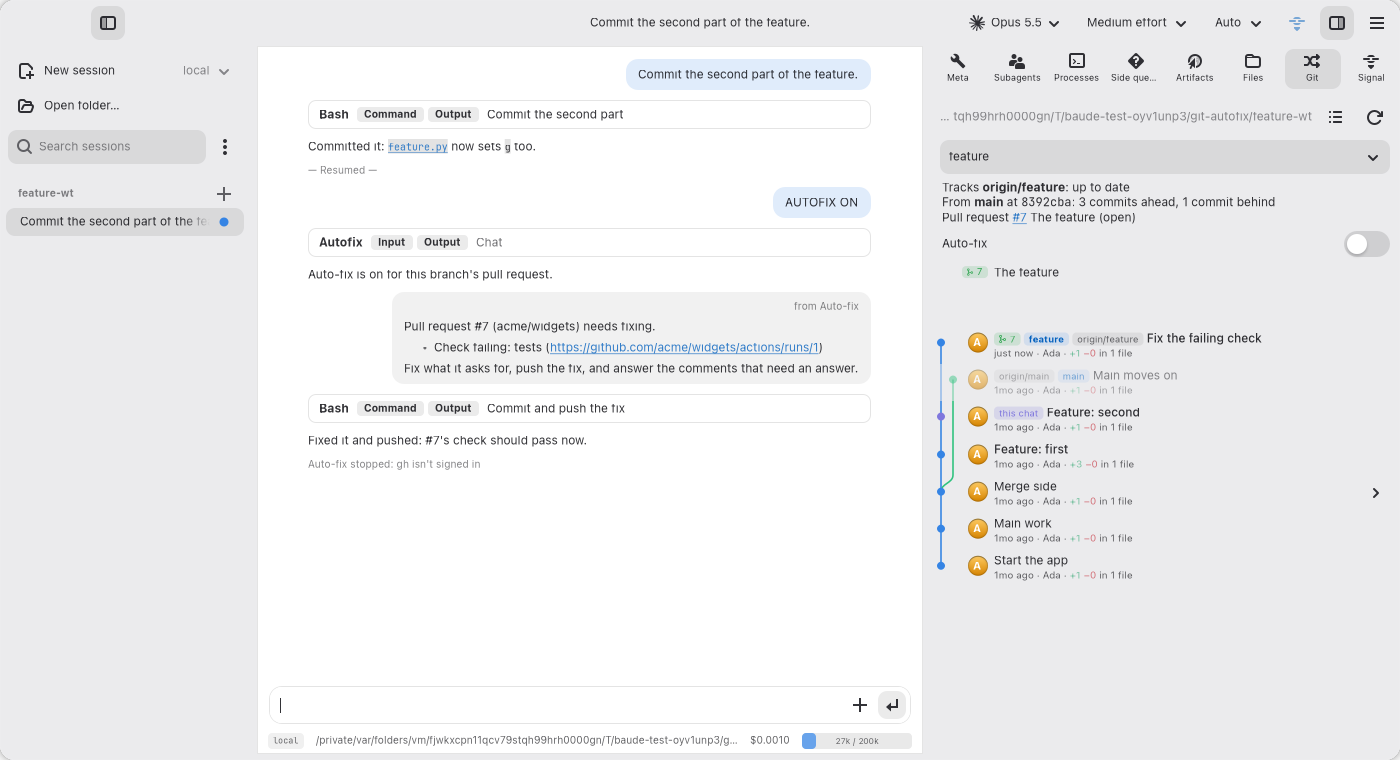 Commit the second part of the feature.
Opus 5.5
Medium effort
Auto
New session
local
Open folder...
Search sessions
feature-wt
Commit the second part of the fe
Commit the second part of the feature.
Bash Command Output Commit the second part
Committed it: feature.py now sets g too.
— Resumed —
AUTOFIX ON
Autofix Input Output Chat
Auto-fix is on for this branch's pull request.
from Auto-fix
Pull request #7 (acme/widgets) needs fixing.
- Check failing: tests (https://github.com/acme/widgets/actions/runs/1)
Fix what it asks for, push the fix, and answer the comments that need an answer.
Bash Command Output Commit and push the fix
Fixed it and pushed: #7's check should pass now.
Auto-fix stopped: gh isn't signed in
local /private/var/folders/vm/fjwkxcpn11qcv79stqh99hrh0000gn/T/baude-test-oyv1unp3/g... $0.0010 27k / 200k
Meta Subagents Processes Side que... Artifacts Files Git Signal
... tqh99hrh0000gn/T/baude-test-oyv1unp3/git-autofix/feature-wt
feature
Tracks origin/feature: up to date
From main at 8392cba: 3 commits ahead, 1 commit behind
Pull request #7 The feature (open)
Auto-fix
7 The feature
A 7 feature origin/feature Fix the failing check
just now · Ada · +1 −0 in 1 file
A origin/main main Main moves on
1mo ago · Ada · +1 −0 in 1 file
A this chat Feature: second
1mo ago · Ada · +1 −0 in 1 file
A Feature: first
1mo ago · Ada · +3 −0 in 1 file
A Merge side
1mo ago · Ada · +1 −0 in 1 file
A Main work
1mo ago · Ada · +1 −0 in 1 file
A Start the app
1mo ago · Ada · +1 −0 in 1 file